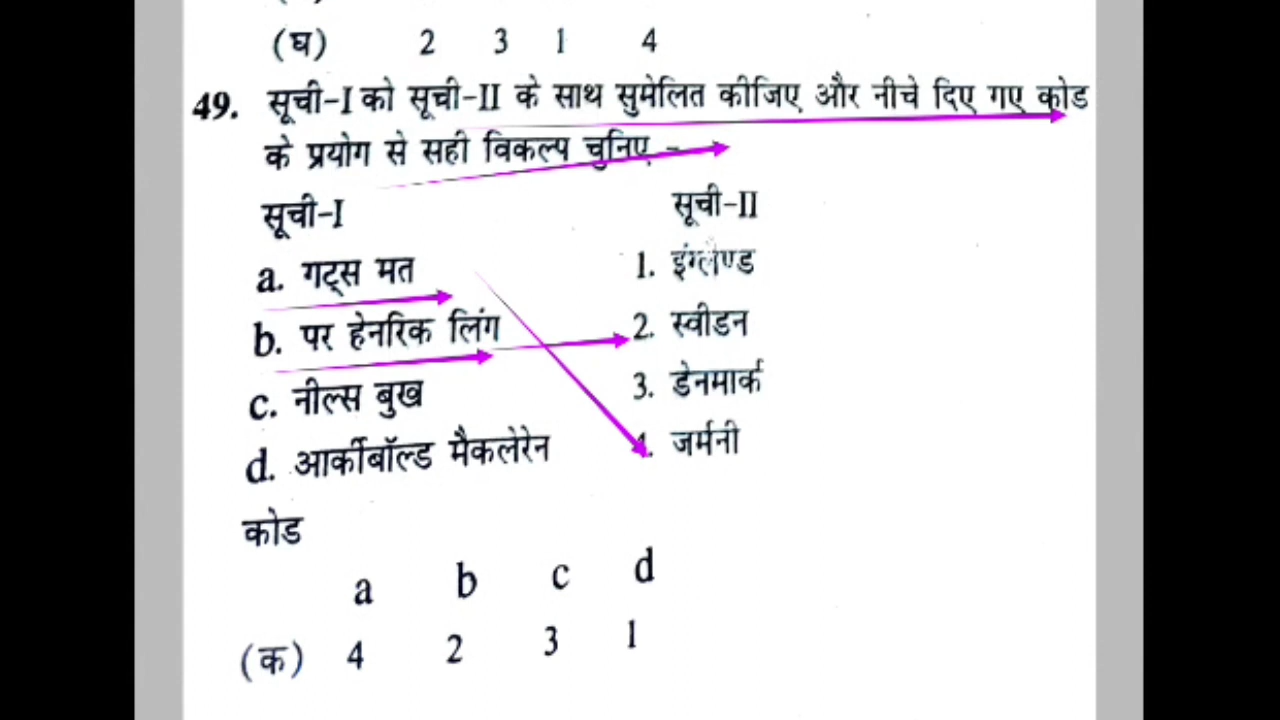 (घ) 2 3 1 4
49. सूची-I को सूची-II के साथ सुमेलित कीजिए और नीचे दिए गए कोड
के प्रयोग से सही विकल्प चुनिए -
सूची-I सूची-II
a. गट्स मत 1. इंग्लैण्ड
b. पर हेनरिक लिंग 2. स्वीडन
c. नील्स बुख 3. डेनमार्क
d. आर्कीबॉल्ड मैकलेरेन 4. जर्मनी
कोड
a b c d
(क) 4 2 3 1